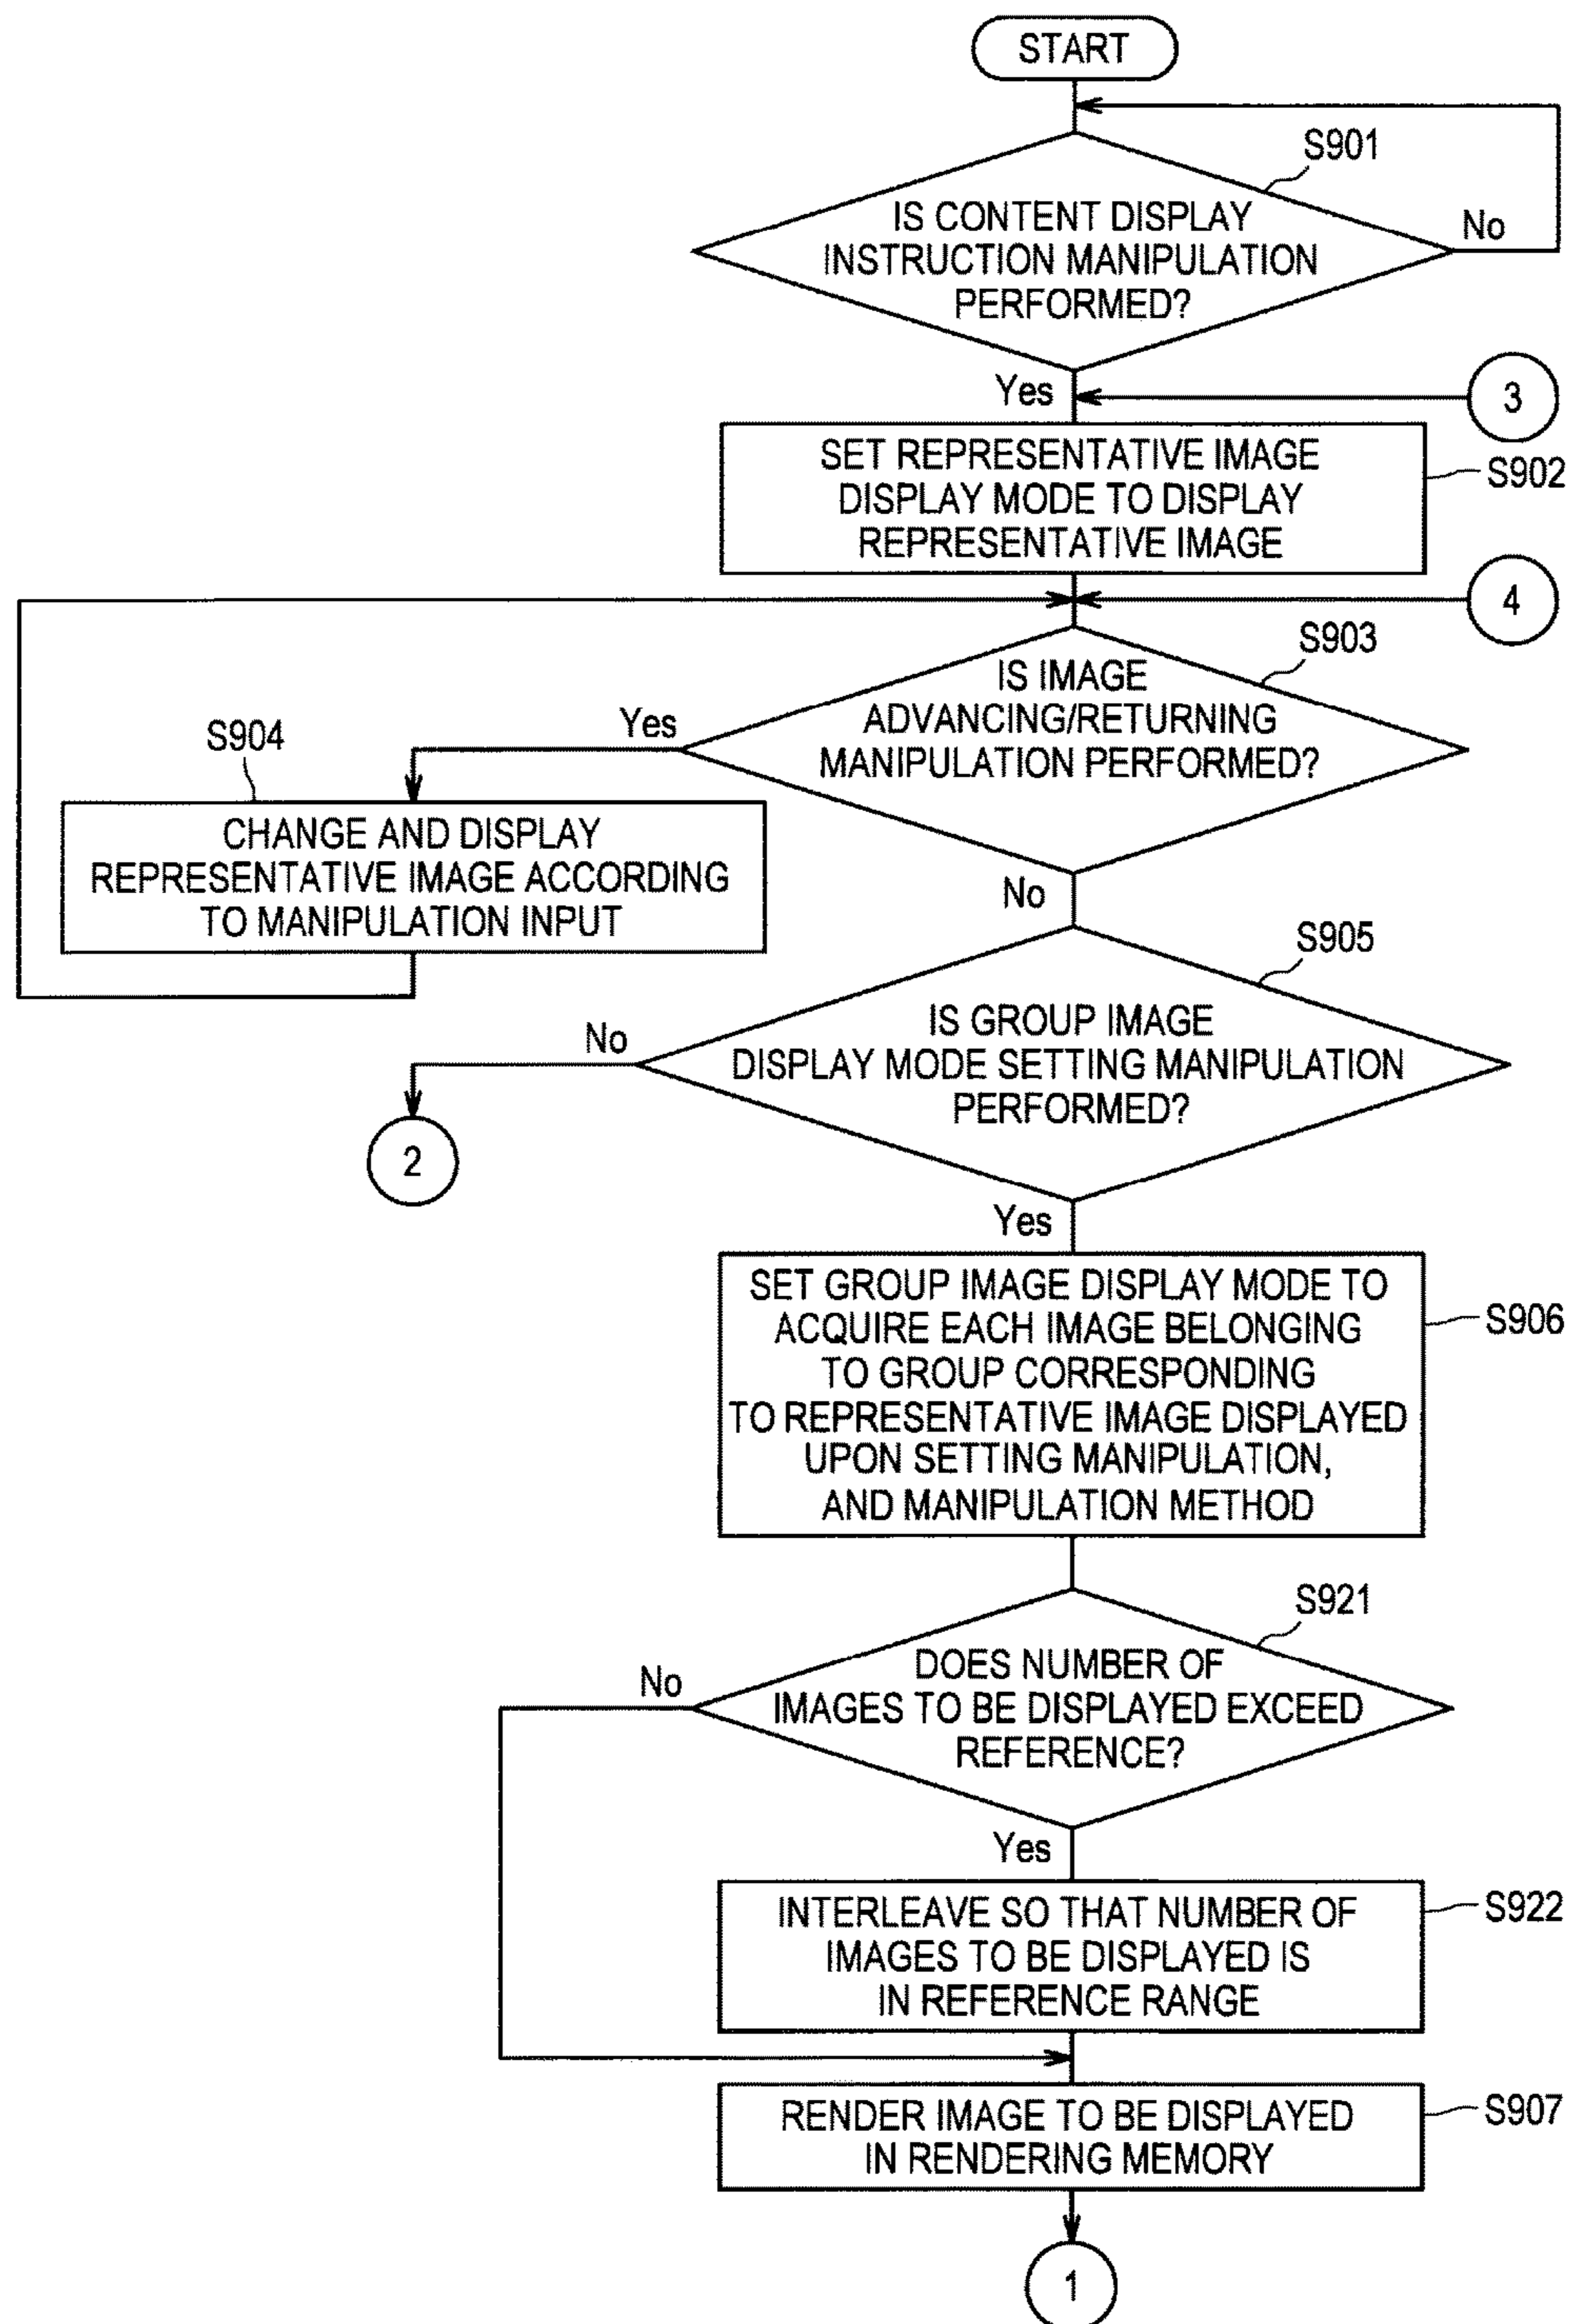 START
S901
IS CONTENT DISPLAY
INSTRUCTION MANIPULATION
PERFORMED?
No
Yes
3
SET REPRESENTATIVE IMAGE
DISPLAY MODE TO DISPLAY
REPRESENTATIVE IMAGE
S902
4
S903
IS IMAGE
ADVANCING/RETURNING
MANIPULATION PERFORMED?
Yes
S904
CHANGE AND DISPLAY
REPRESENTATIVE IMAGE ACCORDING
TO MANIPULATION INPUT
No
S905
IS GROUP IMAGE
DISPLAY MODE SETTING MANIPULATION
PERFORMED?
No
2
Yes
SET GROUP IMAGE DISPLAY MODE TO
ACQUIRE EACH IMAGE BELONGING
TO GROUP CORRESPONDING
TO REPRESENTATIVE IMAGE DISPLAYED
UPON SETTING MANIPULATION,
AND MANIPULATION METHOD
S906
S921
DOES NUMBER OF
IMAGES TO BE DISPLAYED EXCEED
REFERENCE?
No
Yes
INTERLEAVE SO THAT NUMBER OF
IMAGES TO BE DISPLAYED IS
IN REFERENCE RANGE
S922
RENDER IMAGE TO BE DISPLAYED
IN RENDERING MEMORY
S907
1